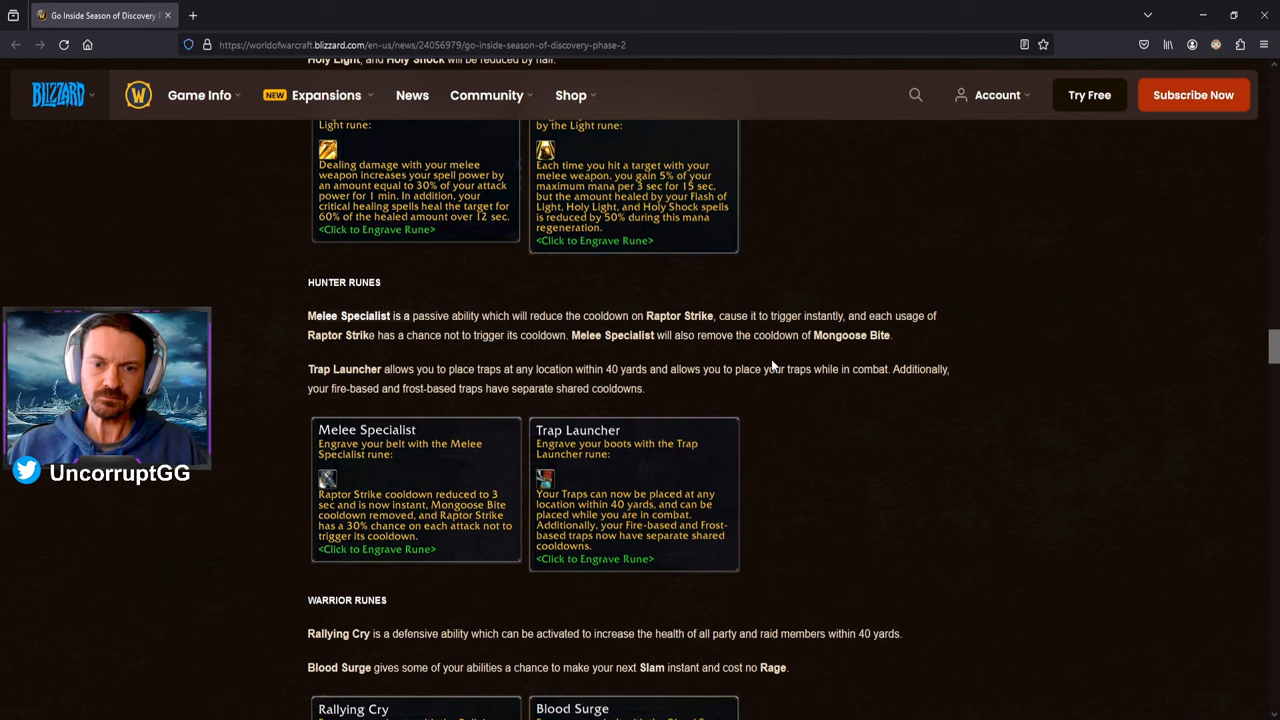 Go Inside Season of Discovery P
https://worldofwarcraft.blizzard.com/en-us/news/24056979/go-inside-season-of-discovery-phase-2
Holy Light, and Holy Shock will be reduced by half.
BLIZZARD
W
Game Info
NEW Expansions
News
Community
Shop
Account
Try Free
Subscribe Now
Light rune:
Dealing damage with your melee
weapon increases your spell power by
an amount equal to 30% of your attack
power for 1 min. In addition, your
critical healing spells heal the target for
60% of the healed amount over 12 sec.
<Click to Engrave Rune>
by the Light rune:
Each time you hit a target with your
melee weapon, you gain 5% of your
maximum mana per 3 sec for 15 sec,
but the amount healed by your Flash of
Light, Holy Light, and Holy Shock spells
is reduced by 50% during this mana
regeneration.
<Click to Engrave Rune>
HUNTER RUNES
Melee Specialist is a passive ability which will reduce the cooldown on Raptor Strike, cause it to trigger instantly, and each usage of
Raptor Strike has a chance not to trigger its cooldown. Melee Specialist will also remove the cooldown of Mongoose Bite.
Trap Launcher allows you to place traps at any location within 40 yards and allows you to place your traps while in combat. Additionally,
your fire-based and frost-based traps have separate shared cooldowns.
Melee Specialist
Engrave your belt with the Melee
Specialist rune:
Raptor Strike cooldown reduced to 3
sec and is now instant, Mongoose Bite
cooldown removed, and Raptor Strike
has a 30% chance on each attack not to
trigger its cooldown.
<Click to Engrave Rune>
Trap Launcher
Engrave your boots with the Trap
Launcher rune:
Your Traps can now be placed at any
location within 40 yards, and can be
placed while you are in combat.
Additionally, your Fire-based and Frost-
based traps now have separate shared
cooldowns.
<Click to Engrave Rune>
UncorruptGG
WARRIOR RUNES
Rallying Cry is a defensive ability which can be activated to increase the health of all party and raid members within 40 yards.
Blood Surge gives some of your abilities a chance to make your next Slam instant and cost no Rage.
Rallying Cry
Blood Surge